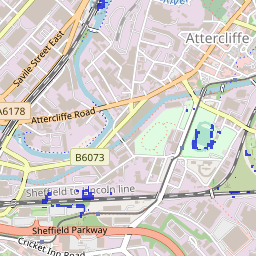 Attercliffe
Savile Street East
A6178
Attercliffe Road
B6073
Sheffield to Lincoln line
Sheffield Parkway
Cricket Inn Road